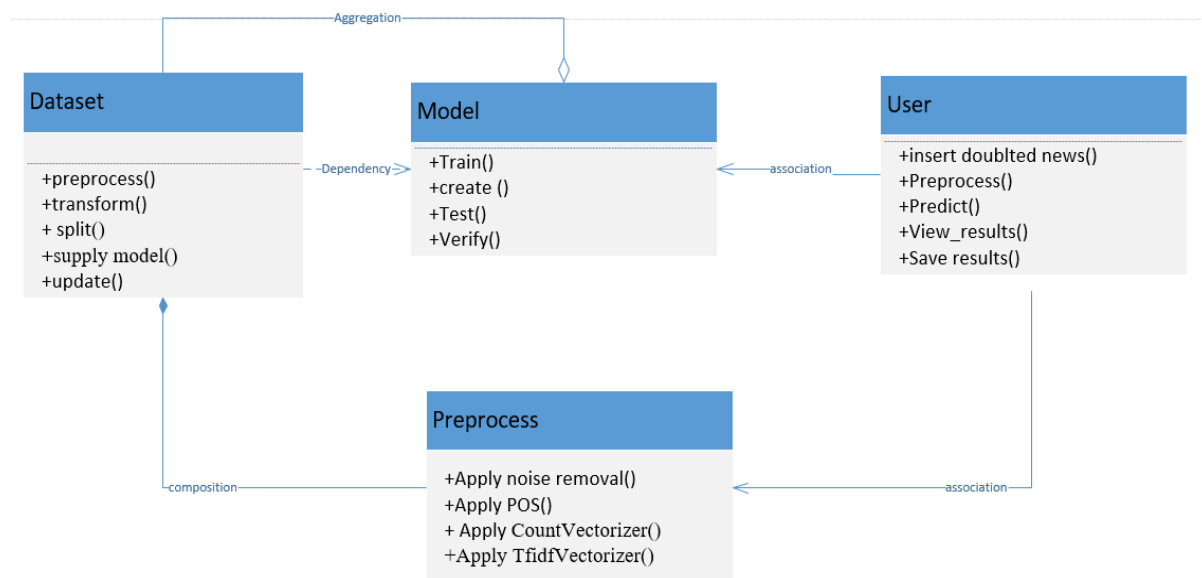 Aggregation
Dataset
+preprocess()
+transform()
+ split()
+supply model()
+update()
Dependency
Model
+Train()
+create ()
+Test()
+Verify()
association
User
+insert doublted news()
+Preprocess()
+Predict()
+View_results()
+Save results()
composition
Preprocess
+Apply noise removal()
+Apply POS()
+ Apply CountVectorizer()
+Apply TfidfVectorizer()
association